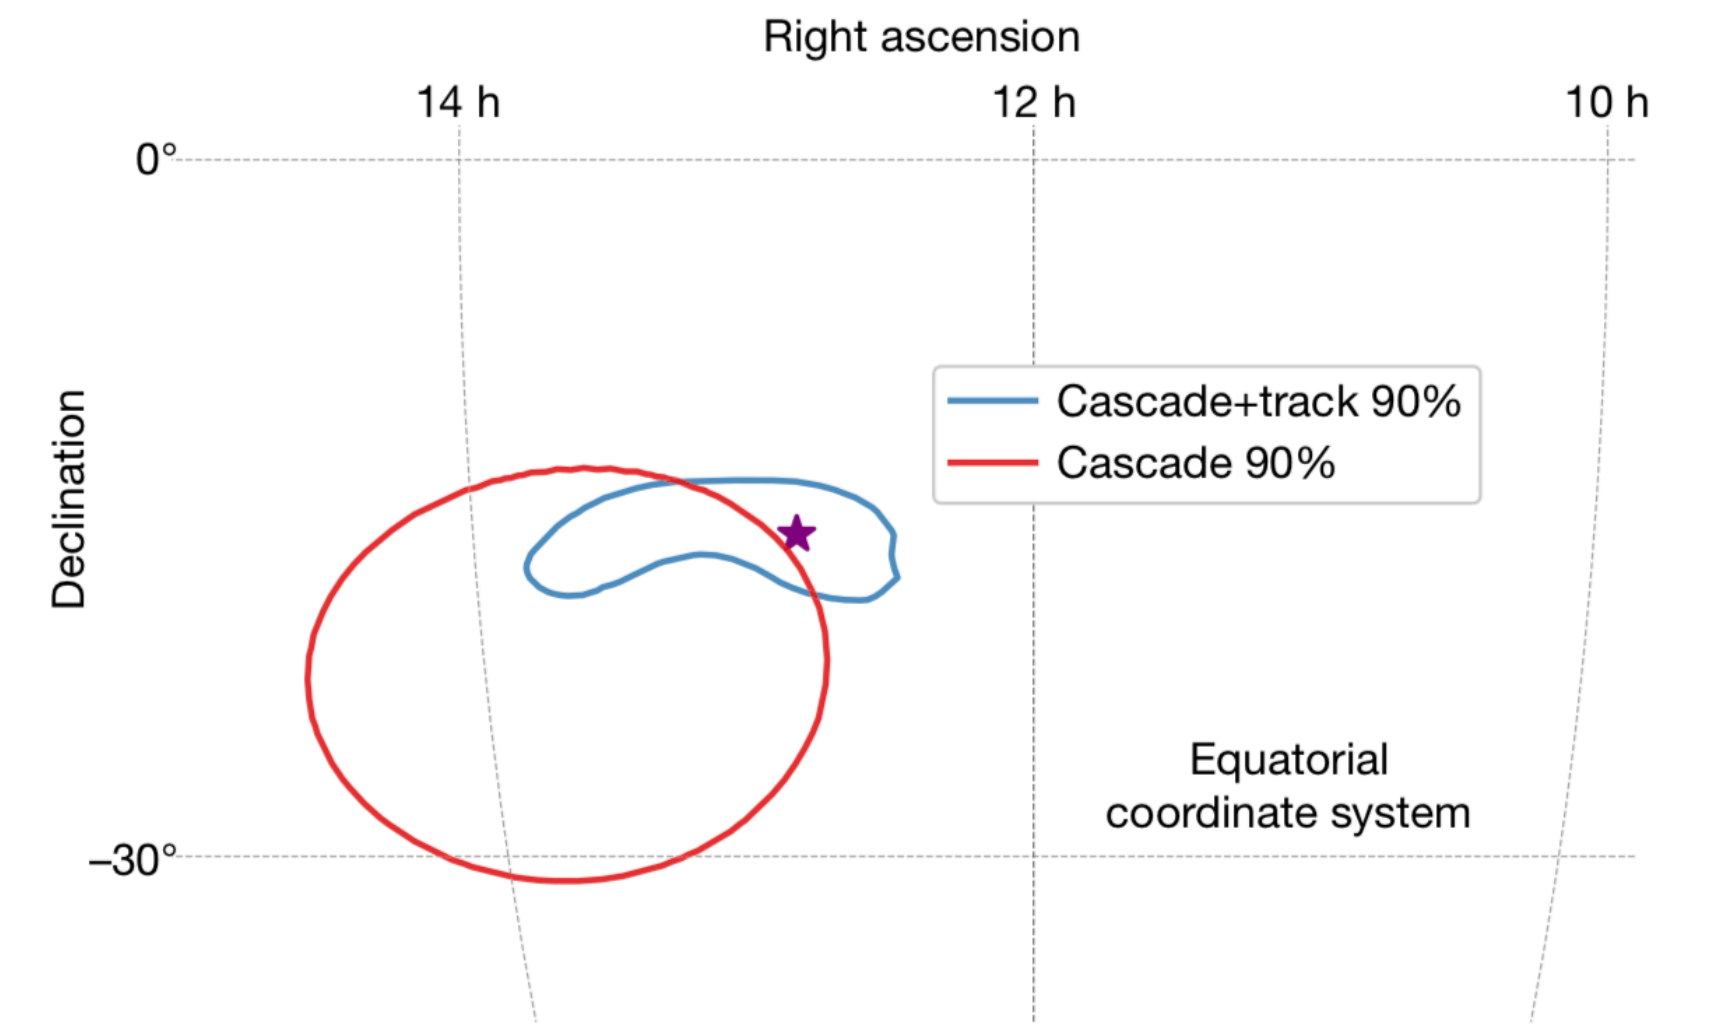 Right ascension
14 h
12 h
10 h
0°
Cascade+track 90%
Cascade 90%
Declination
Equatorial
coordinate system
–30°